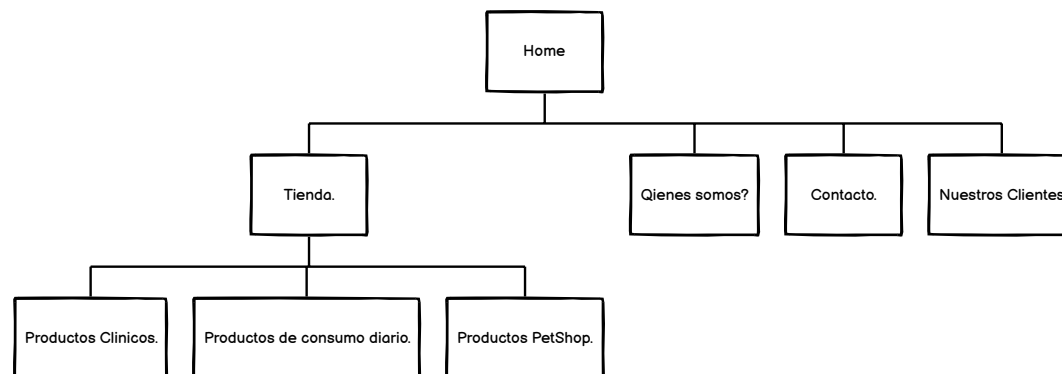 Home
Tienda.
Qienes somos?
Contacto.
Nuestros Clientes
Productos Clinicos.
Productos de consumo diario.
Productos PetShop.